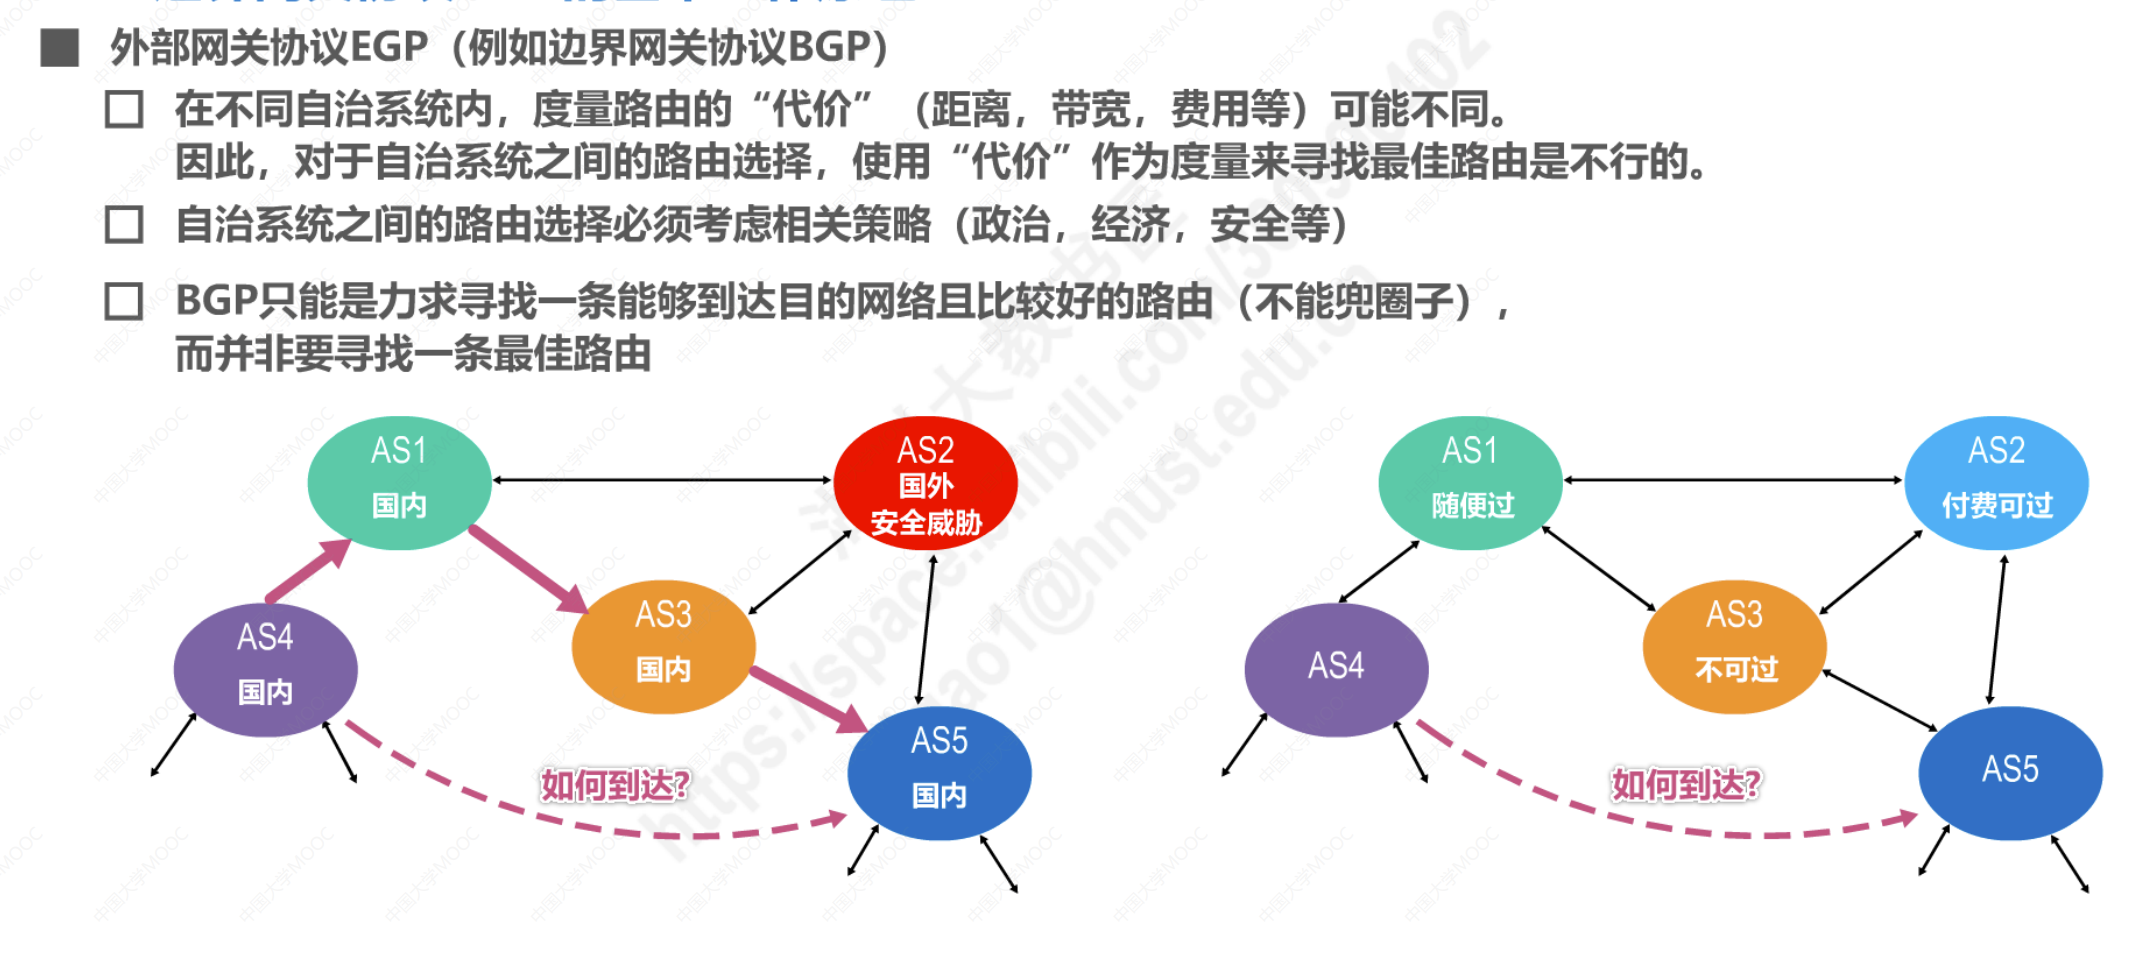 ■ 外部网关协议EGP（例如边界网关协议BGP）
□ 在不同自治系统内，度量路由的“代价”（距离，带宽，费用等）可能不同。
因此，对于自治系统之间的路由选择，使用“代价”作为度量来寻找最佳路由是不行的。
□ 自治系统之间的路由选择必须考虑相关策略（政治，经济，安全等）
□ BGP只能是力求寻找一条能够到达目的网络且比较好的路由（不能兜圈子），
而并非要寻找一条最佳路由
AS1
国内
AS2
国外
安全威胁
AS3
国内
AS4
国内
AS5
国内
如何到达?
AS1
随便过
AS2
付费可过
AS3
不可过
AS4
AS5
如何到达?
中国大学MOOC